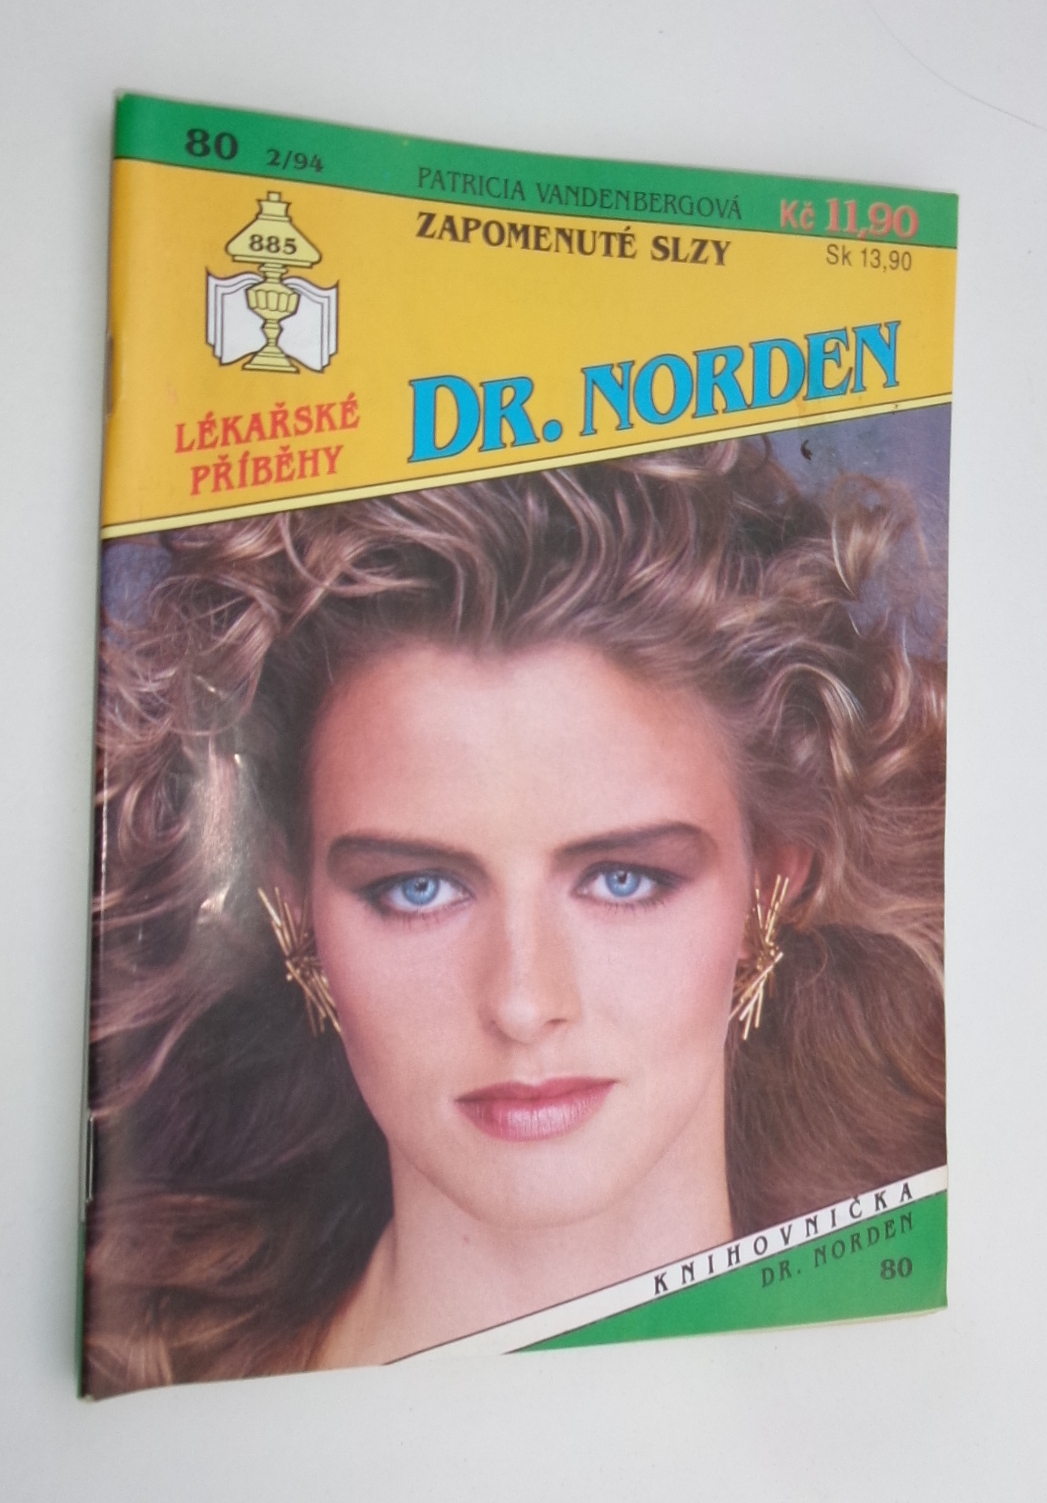 80 2/94
PATRICIA VANDENBERGOVÁ
Kč 11,90
ZAPOMENUTÉ SLZY
Sk 13,90
885
DR. NORDEN
LÉKAŘSKÉ
PŘÍBĚHY
KNIHOVNIČKA
DR. NORDEN
80